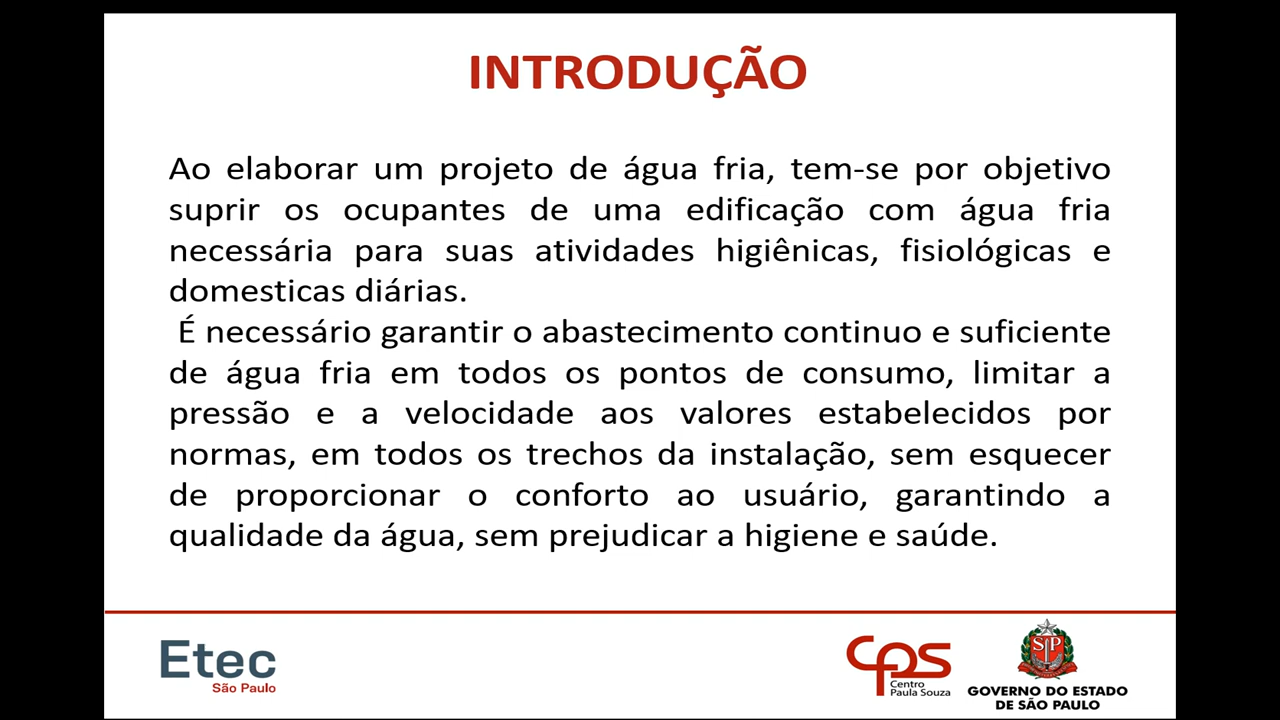 INTRODUÇÃO
Ao elaborar um projeto de água fria, tem-se por objetivo
suprir os ocupantes de uma edificação com água fria
necessária para suas atividades higiênicas, fisiológicas e
domesticas diárias.
É necessário garantir o abastecimento continuo e suficiente
de água fria em todos os pontos de consumo, limitar a
pressão e a velocidade aos valores estabelecidos por
normas, em todos os trechos da instalação, sem esquecer
de proporcionar o conforto ao usuário, garantindo a
qualidade da água, sem prejudicar a higiene e saúde.
Etec
São Paulo
cps
Centro
Paula Souza
SP
GOVERNO DO ESTADO
DE SÃO PAULO